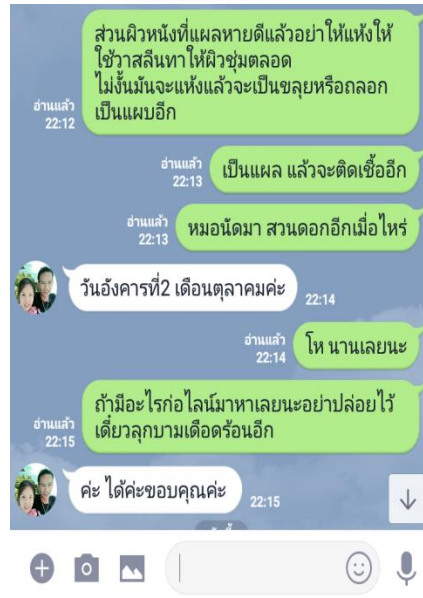 ส่วนผิวหนังที่แผลหายดีแล้วอย่าให้แห้งให้
ใช้วาสลีนทาให้ผิวชุ่มตลอด
ไม่งั้นมันจะแห้งแล้วจะเป็นขลุยหรือถลอก
เป็นแผบอีก
อ่านแล้ว
22:12
เป็นแผล แล้วจะติดเชื้ออีก
อ่านแล้ว
22:13
หมอนัดมา สวนดอกอีกเมื่อไหร่
อ่านแล้ว
22:13
วันอังคารที่2 เดือนตุลาคมค่ะ
22:14
โห นานเลยนะ
อ่านแล้ว
22:14
ถ้ามีอะไรก่อไลน์มาหาเลยนะอย่าปล่อยไว้
เดี่ยวลุกบามเดือดร้อนอีก
อ่านแล้ว
22:15
ค่ะ ได้ค่ะขอบคุณค่ะ
22:15